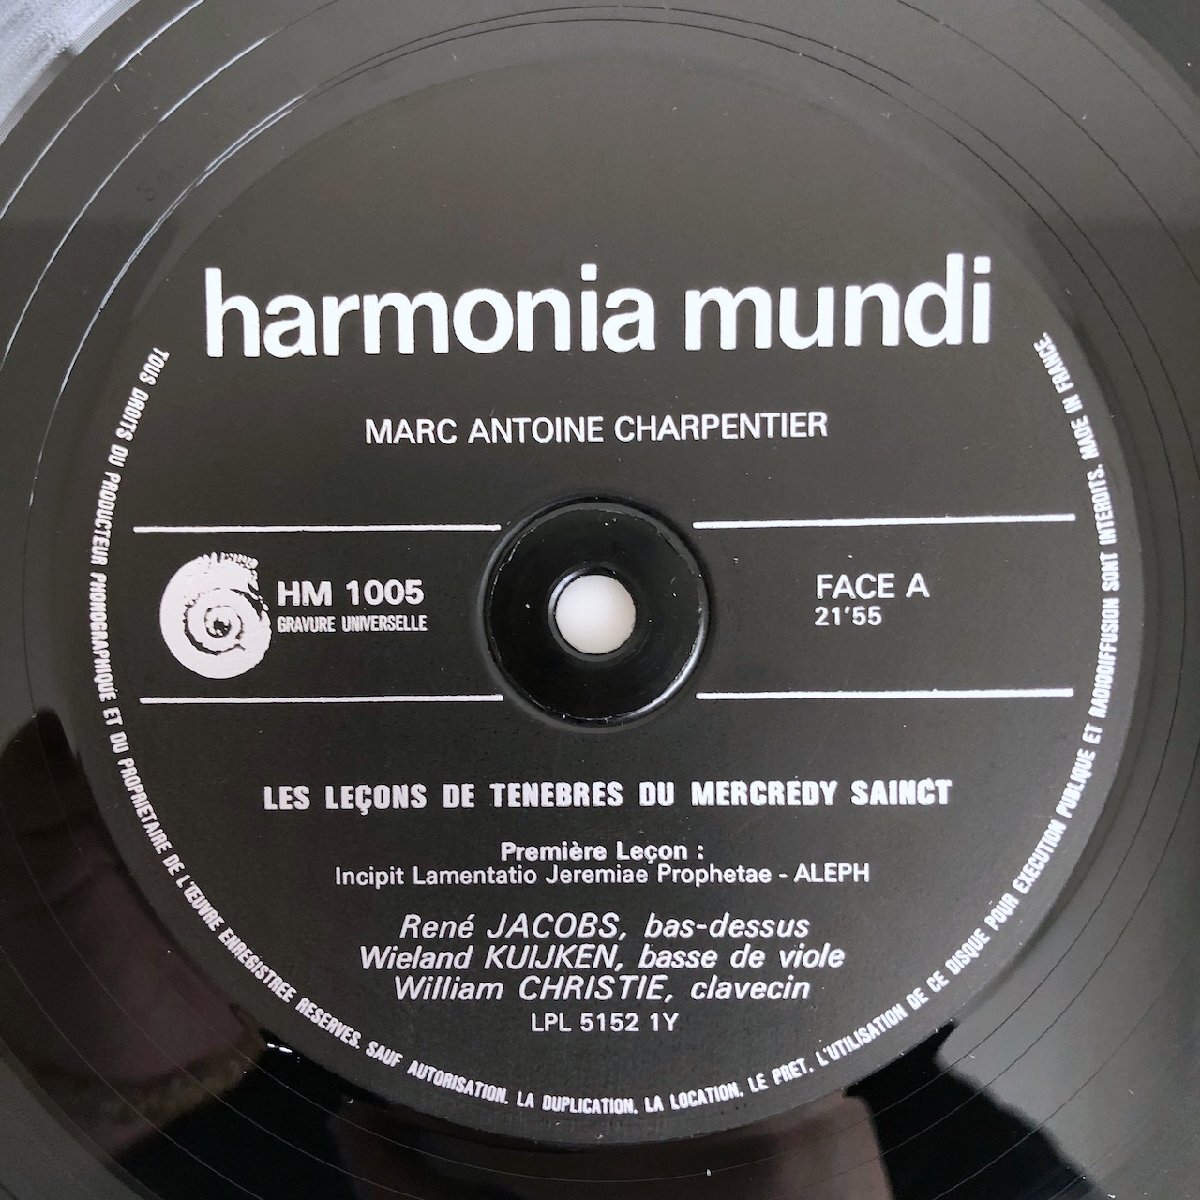 harmonia mundi
MARC ANTOINE CHARPENTIER
HM 1005
GRAVURE UNIVERSELLE
FACE A
21'55
LES LEÇONS DE TENEBRES DU MERCREDY SAINCT
Première Leçon :
Incipit Lamentatio Jeremiae Prophetae - ALEPH
René JACOBS, bas-dessus
Wieland KUIJKEN, basse de viole
William CHRISTIE, clavecin
LPL 5152 1Y
TOUS DROITS DU PRODUCTEUR PHONOGRAPHIQUE ET DU PROPRIETAIRE DE L'ŒUVRE ENREGISTREE RESERVES. SAUF AUTORISATION. LA DUPLICATION. LA LOCATION. LE PRET. L'UTILISATION DE CE DISQUE POUR EXECUTION PUBLIQUE ET RADIODIFFUSION SONT INTERDITS. MADE IN FRANCE.